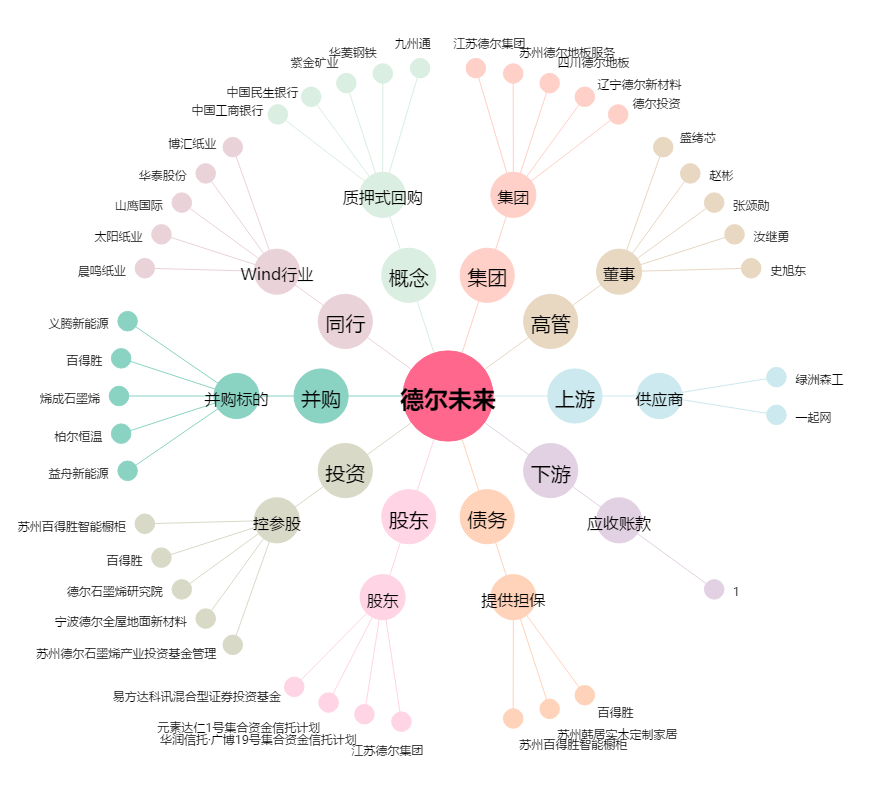 九州通
江苏德尔集团
华菱钢铁
苏州德尔地板服务
紫金矿业
四川德尔地板
中国民生银行
辽宁德尔新材料
中国工商银行
德尔投资
博汇纸业
盛绪芯
华泰股份
赵彬
质押式回购
集团
山鹰国际
张颂勋
太阳纸业
汝继勇
晨鸣纸业
史旭东
Wind行业
概念
集团
董事
义腾新能源
同行
高管
百得胜
绿洲森工
烯成石墨烯
并购标的
并购
德尔未来
上游
供应商
柏尔恒温
一起网
益舟新能源
投资
下游
苏州百得胜智能橱柜
控参股
股东
债务
应收账款
百得胜
德尔石墨烯研究院
1
宁波德尔全屋地面新材料
股东
提供担保
苏州德尔石墨烯产业投资基金管理
易方达科讯混合型证券投资基金
百得胜
元素达仁1号集合资金信托计划
苏州韩居实木定制家居
华润信托·广博19号集合资金信托计划
苏州百得胜智能橱柜
江苏德尔集团